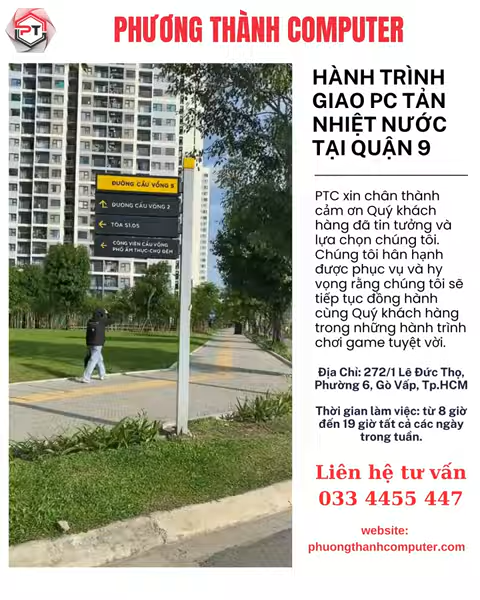 PT
PHƯƠNG THÀNH COMPUTER
HÀNH TRÌNH
GIAO PC TẢN
NHIỆT NƯỚC
TẠI QUẬN 9
ĐƯỜNG CẦU VỒNG 5
ĐƯỜNG CẦU VỒNG 2
TÒA S1.05
CÔNG VIÊN CẦU VỒNG
PHỐ ẨM THỰC-CHỢ ĐÊM
PTC xin chân thành
cảm ơn Quý khách
hàng đã tin tưởng và
lựa chọn chúng tôi.
Chúng tôi hân hạnh
được phục vụ và hy
vọng rằng chúng tôi sẽ
tiếp tục đồng hành
cùng Quý khách hàng
trong những hành trình
chơi game tuyệt vời.
Địa Chỉ: 272/1 Lê Đức Thọ,
Phường 6, Gò Vấp, Tp.HCM
Thời gian làm việc: từ 8 giờ
đến 19 giờ tất cả các ngày
trong tuần.
Liên hệ tư vấn
033 4455 447
website:
phuongthanhcomputer.com